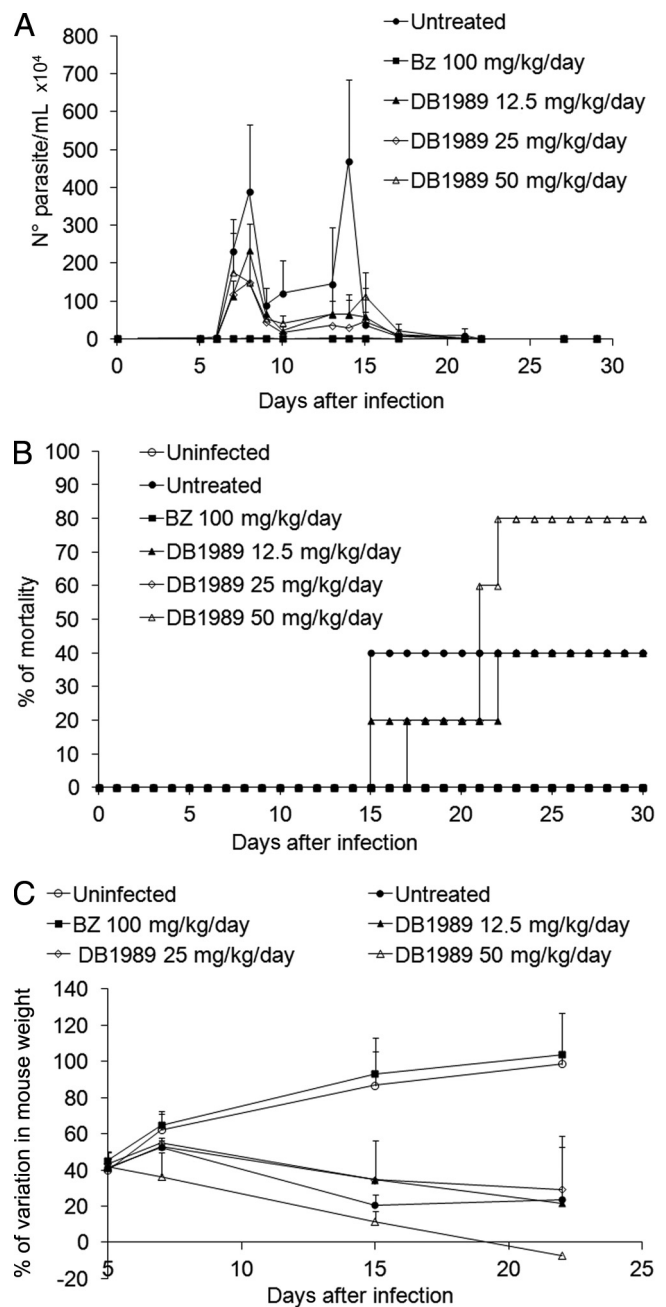 A
N° parasite/mL x10⁴
800
700
600
500
400
300
200
100
0
Untreated
Bz 100 mg/kg/day
DB1989 12.5 mg/kg/day
DB1989 25 mg/kg/day
DB1989 50 mg/kg/day
0 5 10 15 20 25 30
Days after infection
B
% of mortality
100
90
80
70
60
50
40
30
20
10
0
Uninfected
Untreated
BZ 100 mg/kg/day
DB1989 12.5 mg/kg/day
DB1989 25 mg/kg/day
DB1989 50 mg/kg/day
0 5 10 15 20 25 30
Days after infection
C
Uninfected Untreated
BZ 100 mg/kg/day DB1989 12.5 mg/kg/day
DB1989 25 mg/kg/day DB1989 50 mg/kg/day
% of variation in mouse weight
140
120
100
80
60
40
20
0
-20
5 10 15 20 25
Days after infection